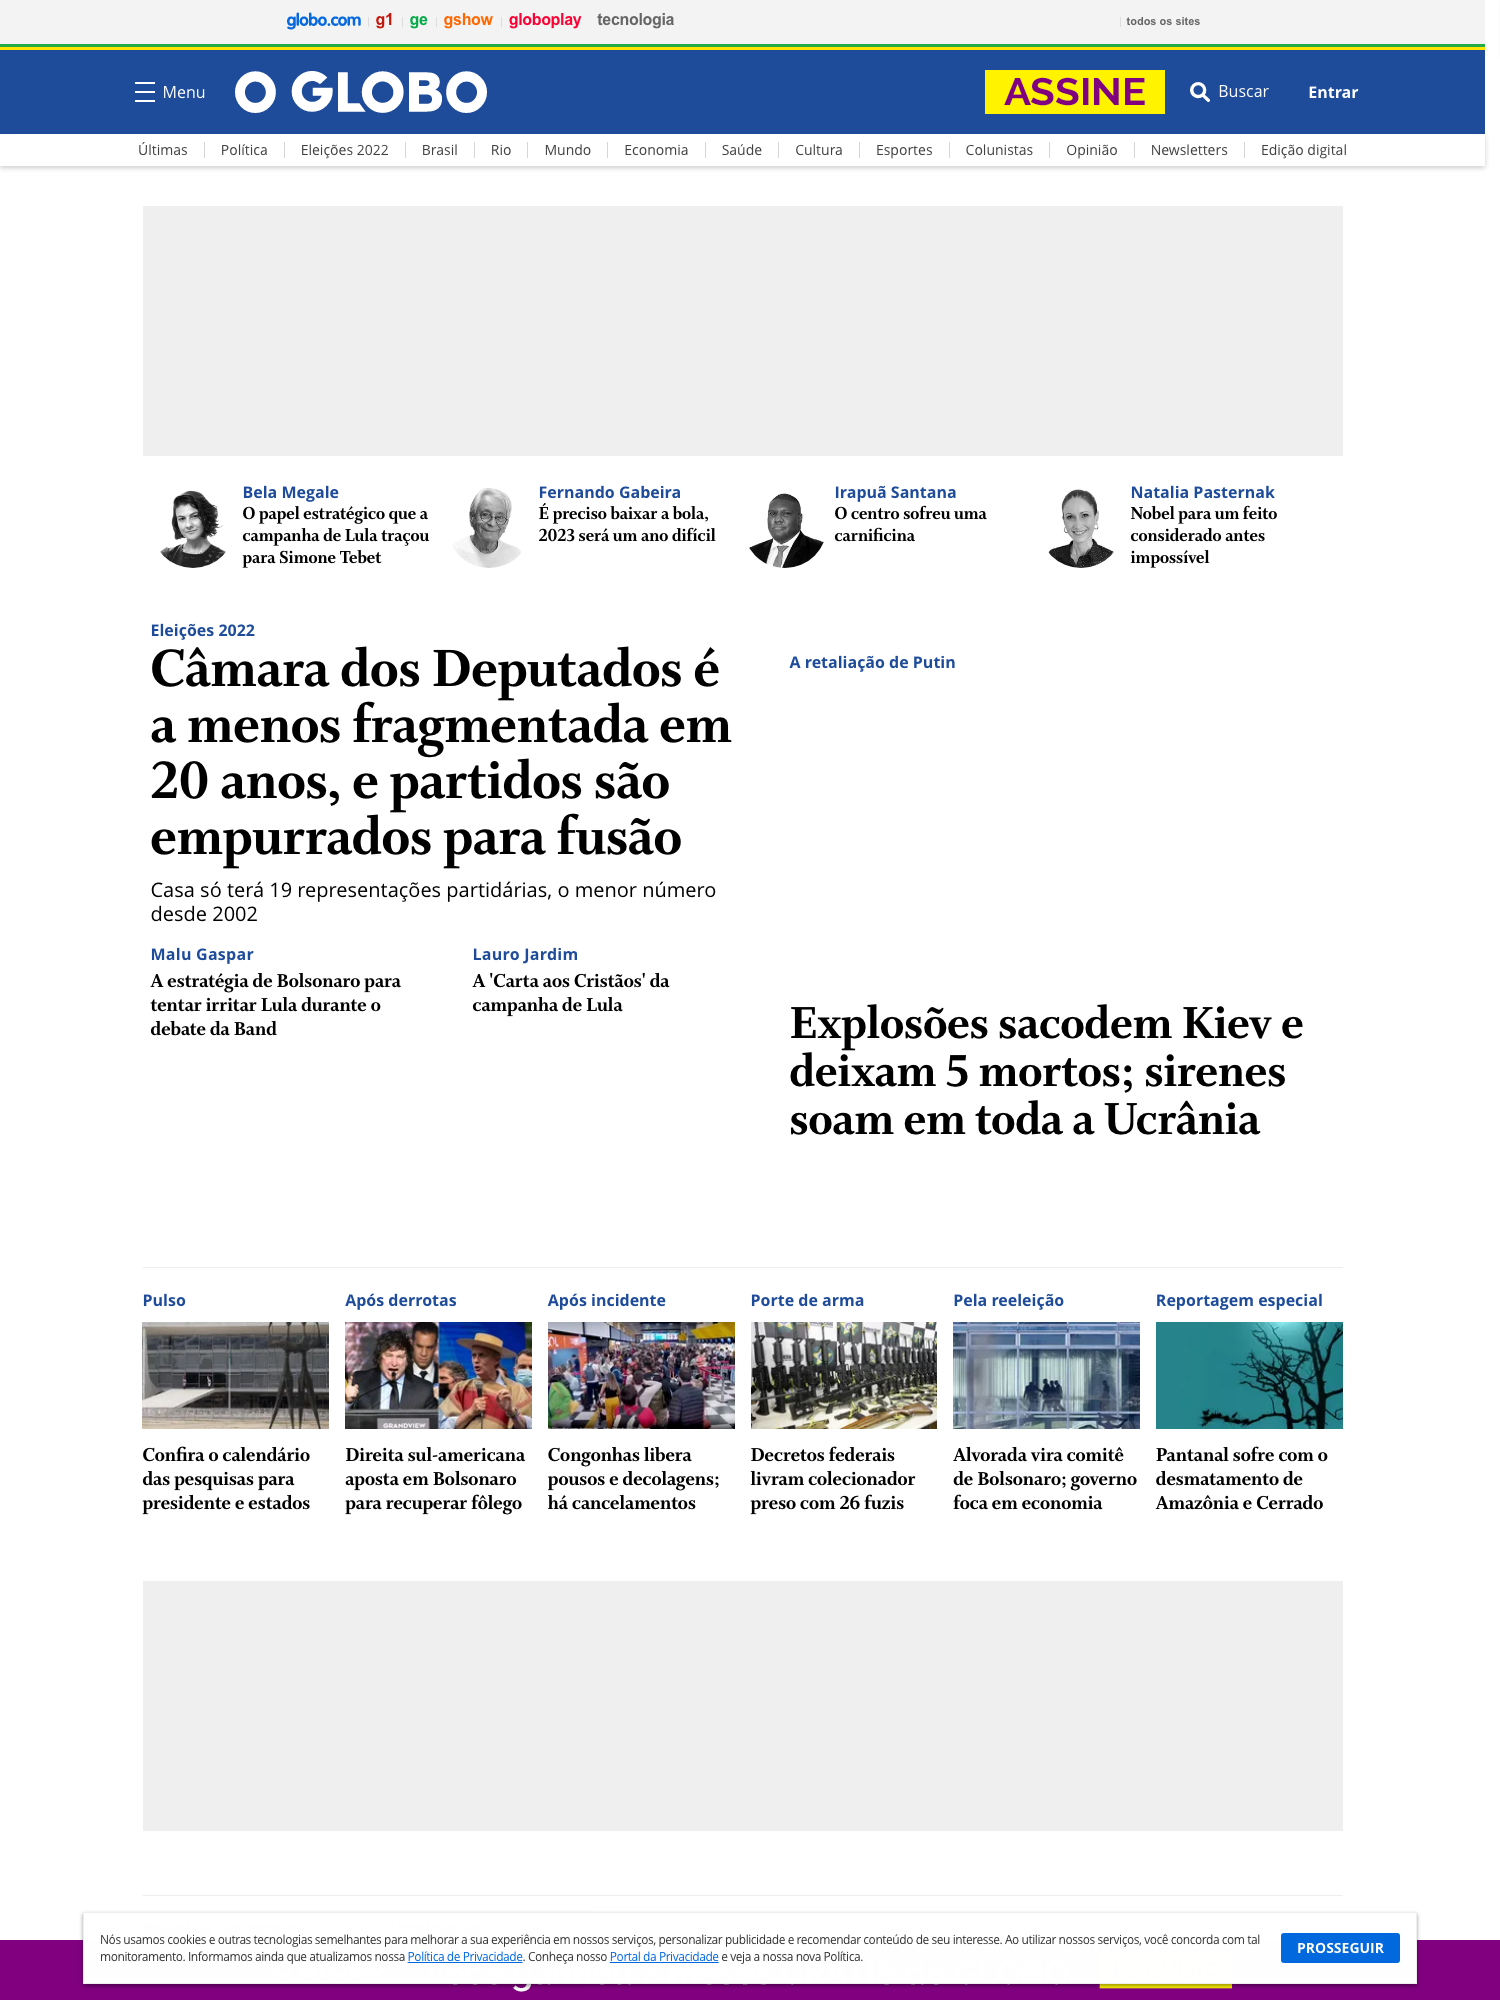 globo.com g1 ge gshow globoplay tecnologia todos os sites
Menu O GLOBO ASSINE Buscar Entrar
Últimas Política Eleições 2022 Brasil Rio Mundo Economia Saúde Cultura Esportes Colunistas Opinião Newsletters Edição digital
Bela Megale
O papel estratégico que a
campanha de Lula traçou
para Simone Tebet
Fernando Gabeira
É preciso baixar a bola,
2023 será um ano difícil
Irapuã Santana
O centro sofreu uma
carnificina
Natalia Pasternak
Nobel para um feito
considerado antes
impossível
Eleições 2022
Câmara dos Deputados é
a menos fragmentada em
20 anos, e partidos são
empurrados para fusão
Casa só terá 19 representações partidárias, o menor número
desde 2002
Malu Gaspar
A estratégia de Bolsonaro para
tentar irritar Lula durante o
debate da Band
Lauro Jardim
A 'Carta aos Cristãos' da
campanha de Lula
A retaliação de Putin
Explosões sacodem Kiev e
deixam 5 mortos; sirenes
soam em toda a Ucrânia
Pulso
Confira o calendário
das pesquisas para
presidente e estados
Após derrotas
GRANDVIEW
Direita sul-americana
aposta em Bolsonaro
para recuperar fôlego
Após incidente
Congonhas libera
pousos e decolagens;
há cancelamentos
Porte de arma
Decretos federais
livram colecionador
preso com 26 fuzis
Pela reeleição
Alvorada vira comitê
de Bolsonaro; governo
foca em economia
Reportagem especial
Pantanal sofre com o
desmatamento de
Amazônia e Cerrado
Nós usamos cookies e outras tecnologias semelhantes para melhorar a sua experiência em nossos serviços, personalizar publicidade e recomendar conteúdo de seu interesse. Ao utilizar nossos serviços, você concorda com tal
monitoramento. Informamos ainda que atualizamos nossa Política de Privacidade. Conheça nosso Portal da Privacidade e veja a nossa nova Política.
PROSSEGUIR